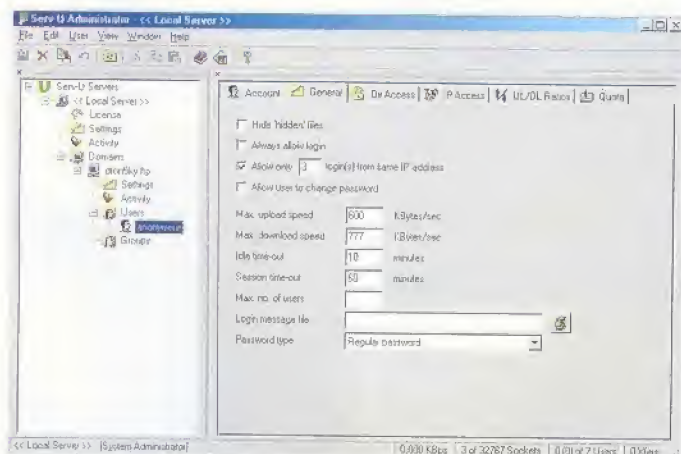 Serv-U Administrator - << Local Server >>
File Edit User View Window Help
Serv-U Servers
<< Local Server >>
License
Settings
Activity
Domains
Settings
Activity
Users
anonymous
Groups
Account General Dir Access IP Access UL/DL Ratios Quota
Hide 'hidden' files
Always allow login
Allow only 3 login(s) from same IP address
Allow User to change password
Max. upload speed 600 KBytes/sec
Max. download speed 777 KBytes/sec
Idle time-out 10 minutes
Session time-out 60 minutes
Max. no. of users
Login message file
Password type Regular password
<< Local Server >> [System Administrator] 0.000 KBps 3 of 32767 Sockets